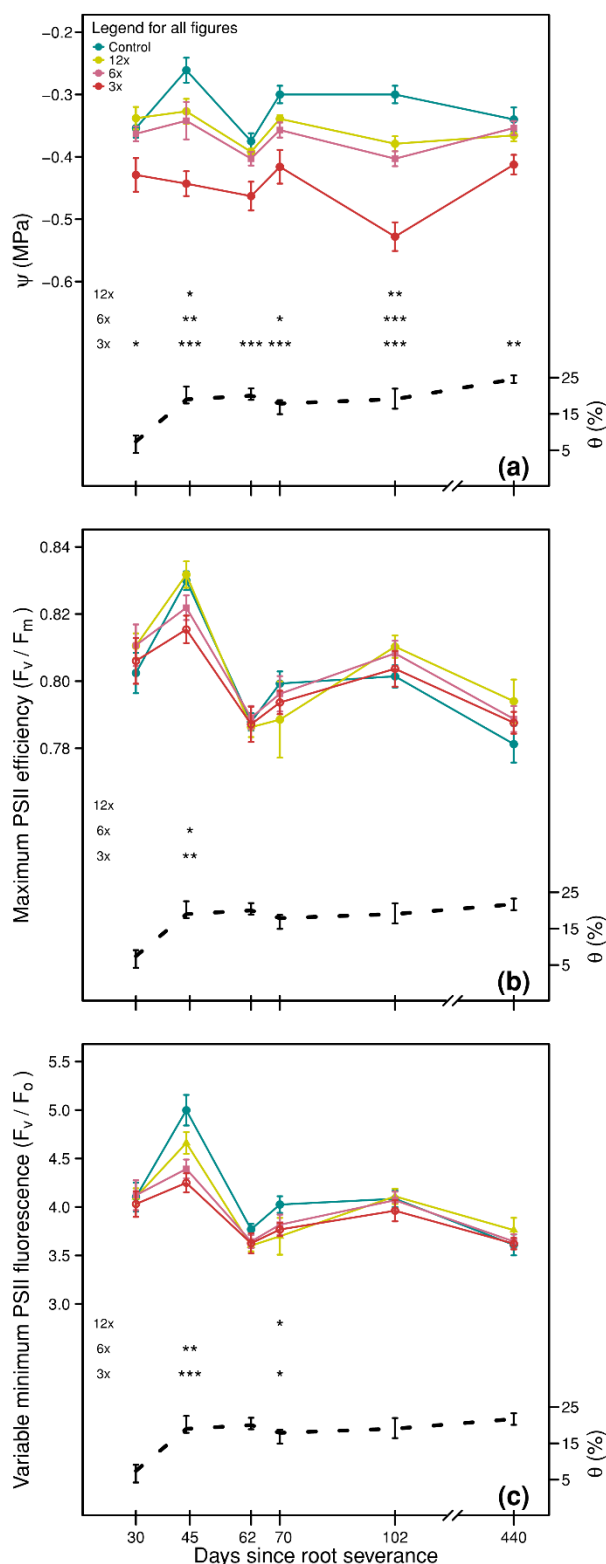 Legend for all figures
Control
12x
6x
3x
−0.2
−0.3
−0.4
−0.5
−0.6
ψ (MPa)
12x * **
6x ** * ***
3x * *** *** *** *** **
25
15
5
θ (%)
(a)
0.84
0.82
0.80
0.78
Maximum PSII efficiency (Fv / Fm)
12x
6x *
3x **
25
15
5
θ (%)
(b)
5.5
5.0
4.5
4.0
3.5
3.0
Variable minimum PSII fluorescence (Fv / Fo)
12x *
6x **
3x *** *
25
15
5
θ (%)
(c)
30 45 62 70 102 440
Days since root severance